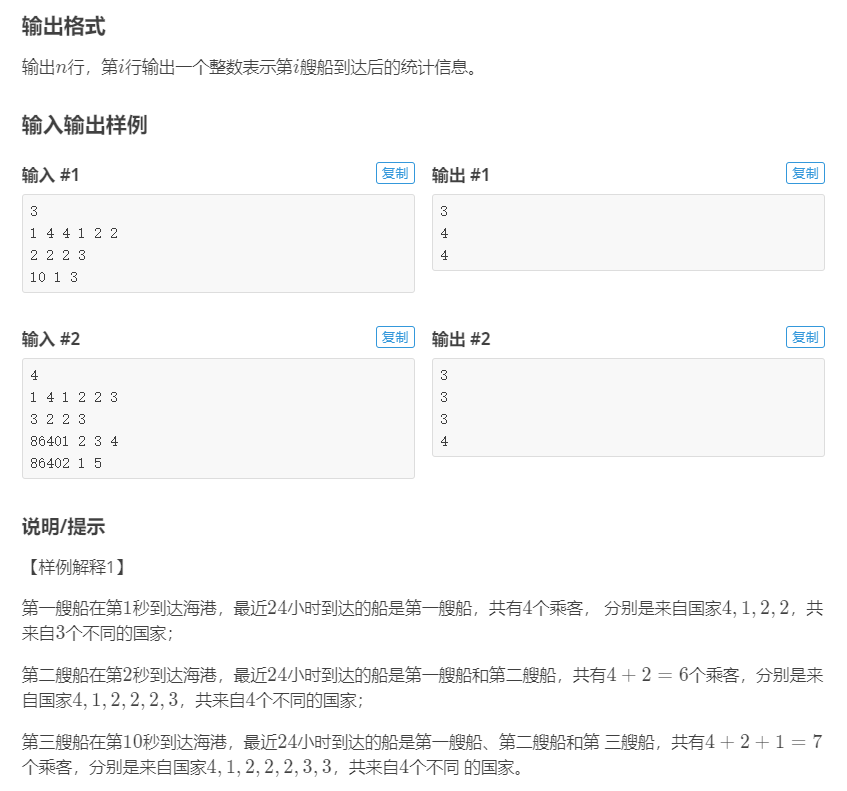 输出格式
输出n行，第i行输出一个整数表示第i艘船到达后的统计信息。
输入输出样例
输入 #1
复制
3
1 4 4 1 2 2
2 2 2 3
10 1 3
输出 #1
复制
3
4
4
输入 #2
复制
4
1 4 1 2 2 3
3 2 2 3
86401 2 3 4
86402 1 5
输出 #2
复制
3
3
3
4
说明/提示
【样例解释1】
第一艘船在第1秒到达海港，最近24小时到达的船是第一艘船，共有4个乘客， 分别是来自国家4, 1, 2, 2，共
来自3个不同的国家；
第二艘船在第2秒到达海港，最近24小时到达的船是第一艘船和第二艘船，共有4 + 2 = 6个乘客，分别是来
自国家4, 1, 2, 2, 2, 3，共来自4个不同的国家；
第三艘船在第10秒到达海港，最近24小时到达的船是第一艘船、第二艘船和第 三艘船，共有4 + 2 + 1 = 7
个乘客，分别是来自国家4, 1, 2, 2, 2, 3, 3，共来自4个不同 的国家。